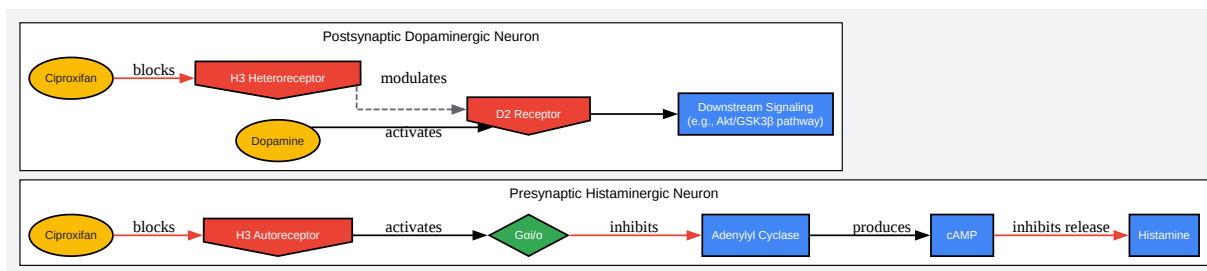 Postsynaptic Dopaminergic Neuron
Ciproxifan
blocks
H3 Heteroreceptor
modulates
D2 Receptor
Dopamine
activates
Downstream Signaling
(e.g., Akt/GSK3β pathway)
Presynaptic Histaminergic Neuron
Ciproxifan
blocks
H3 Autoreceptor
activates
Gαi/o
inhibits
Adenylyl Cyclase
produces
cAMP
inhibits release
Histamine